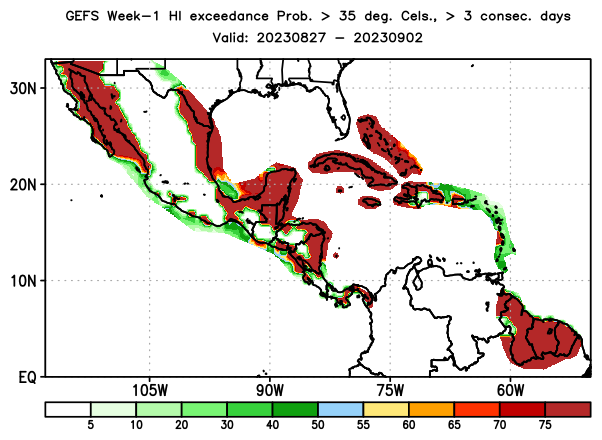 GEFS Week-1 HI exceedance Prob. > 35 deg. Cels., > 3 consec. days
Valid: 20230827 - 20230902
30N
20N
10N
EQ
105W 90W 75W 60W
5 10 20 30 40 50 55 60 65 70 75